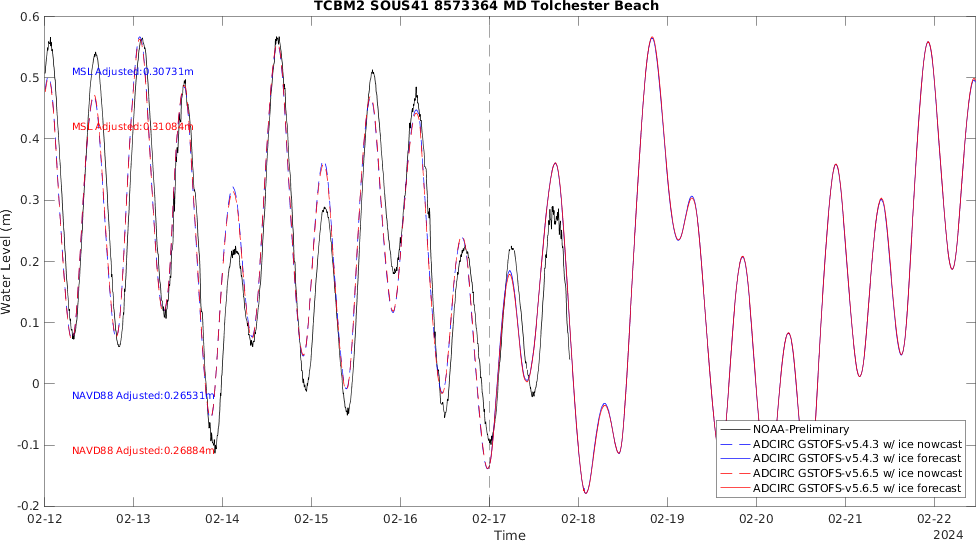 TCBM2 SOUS41 8573364 MD Tolchester Beach
Water Level (m)
0.6
0.5
0.4
0.3
0.2
0.1
0
-0.1
-0.2
MSL Adjusted:0.30731m
MSL Adjusted:0.31084m
NAVD88 Adjusted:0.26531m
NAVD88 Adjusted:0.26884m
NOAA-Preliminary
ADCIRC GSTOFS-v5.4.3 w/ ice nowcast
ADCIRC GSTOFS-v5.4.3 w/ ice forecast
ADCIRC GSTOFS-v5.6.5 w/ ice nowcast
ADCIRC GSTOFS-v5.6.5 w/ ice forecast
02-12 02-13 02-14 02-15 02-16 02-17 02-18 02-19 02-20 02-21 02-22
Time
2024